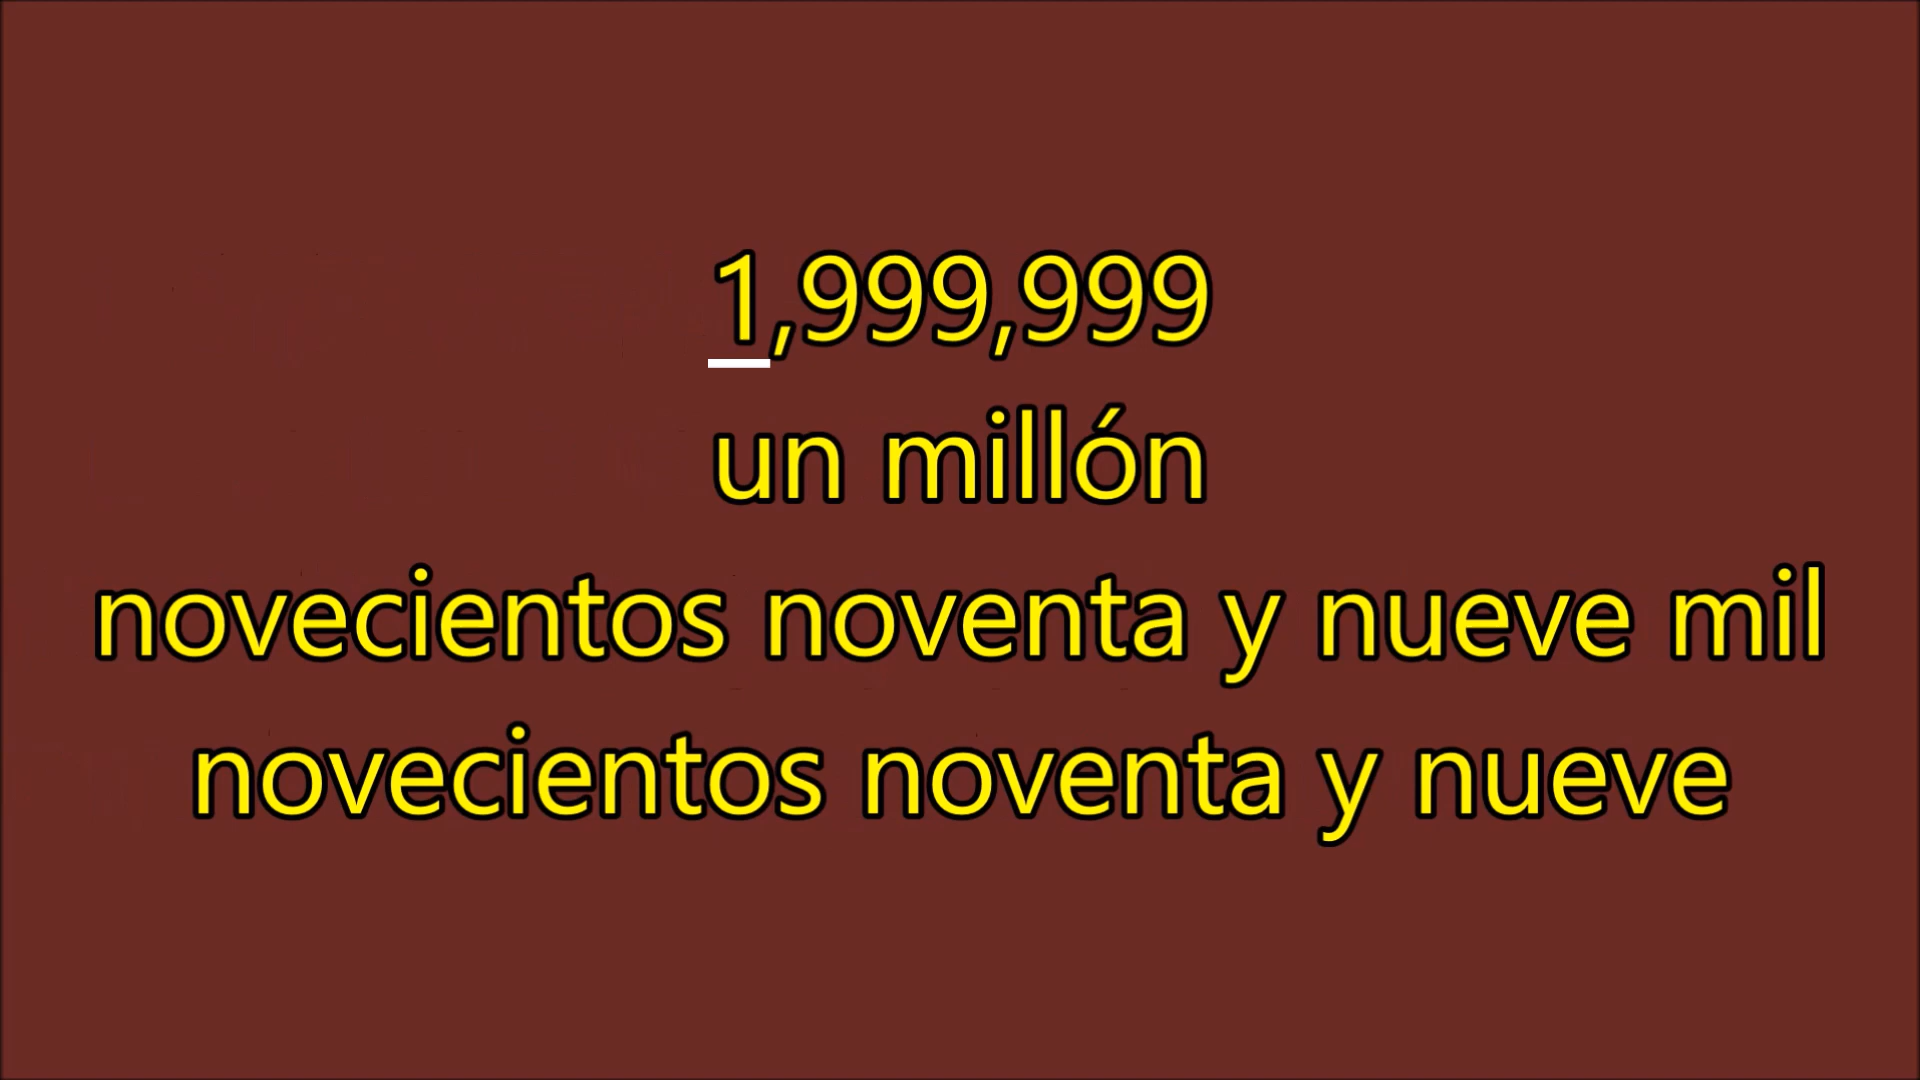 1,999,999
un millón
novecientos noventa y nueve mil
novecientos noventa y nueve